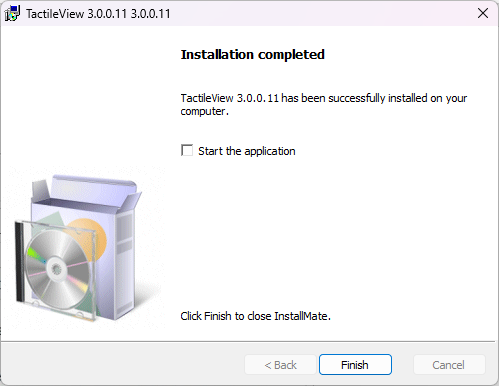 TactileView 3.0.0.11 3.0.0.11
Installation completed
TactileView 3.0.0.11 has been successfully installed on your
computer.
Start the application
Click Finish to close InstallMate.
< Back
Finish
Cancel